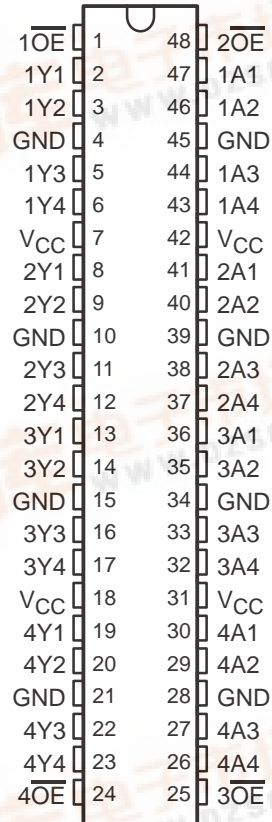 1O̅E̅ 1 48 2O̅E̅
1Y1 2 47 1A1
1Y2 3 46 1A2
GND 4 45 GND
1Y3 5 44 1A3
1Y4 6 43 1A4
VCC 7 42 VCC
2Y1 8 41 2A1
2Y2 9 40 2A2
GND 10 39 GND
2Y3 11 38 2A3
2Y4 12 37 2A4
3Y1 13 36 3A1
3Y2 14 35 3A2
GND 15 34 GND
3Y3 16 33 3A3
3Y4 17 32 3A4
VCC 18 31 VCC
4Y1 19 30 4A1
4Y2 20 29 4A2
GND 21 28 GND
4Y3 22 27 4A3
4Y4 23 26 4A4
4O̅E̅ 24 25 3O̅E̅